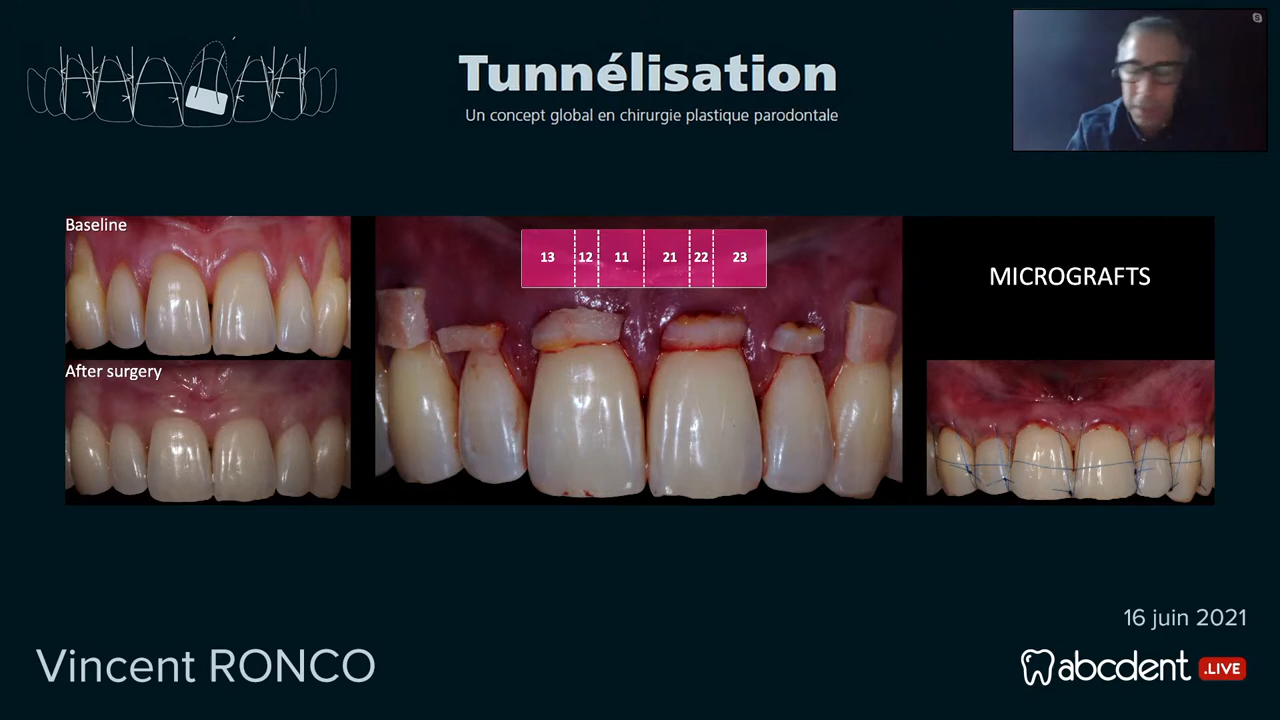 Tunnélisation
Un concept global en chirurgie plastique parodontale
Baseline
13 12 11 21 22 23
MICROGRAFTS
After surgery
16 juin 2021
Vincent RONCO
abcdent .LIVE